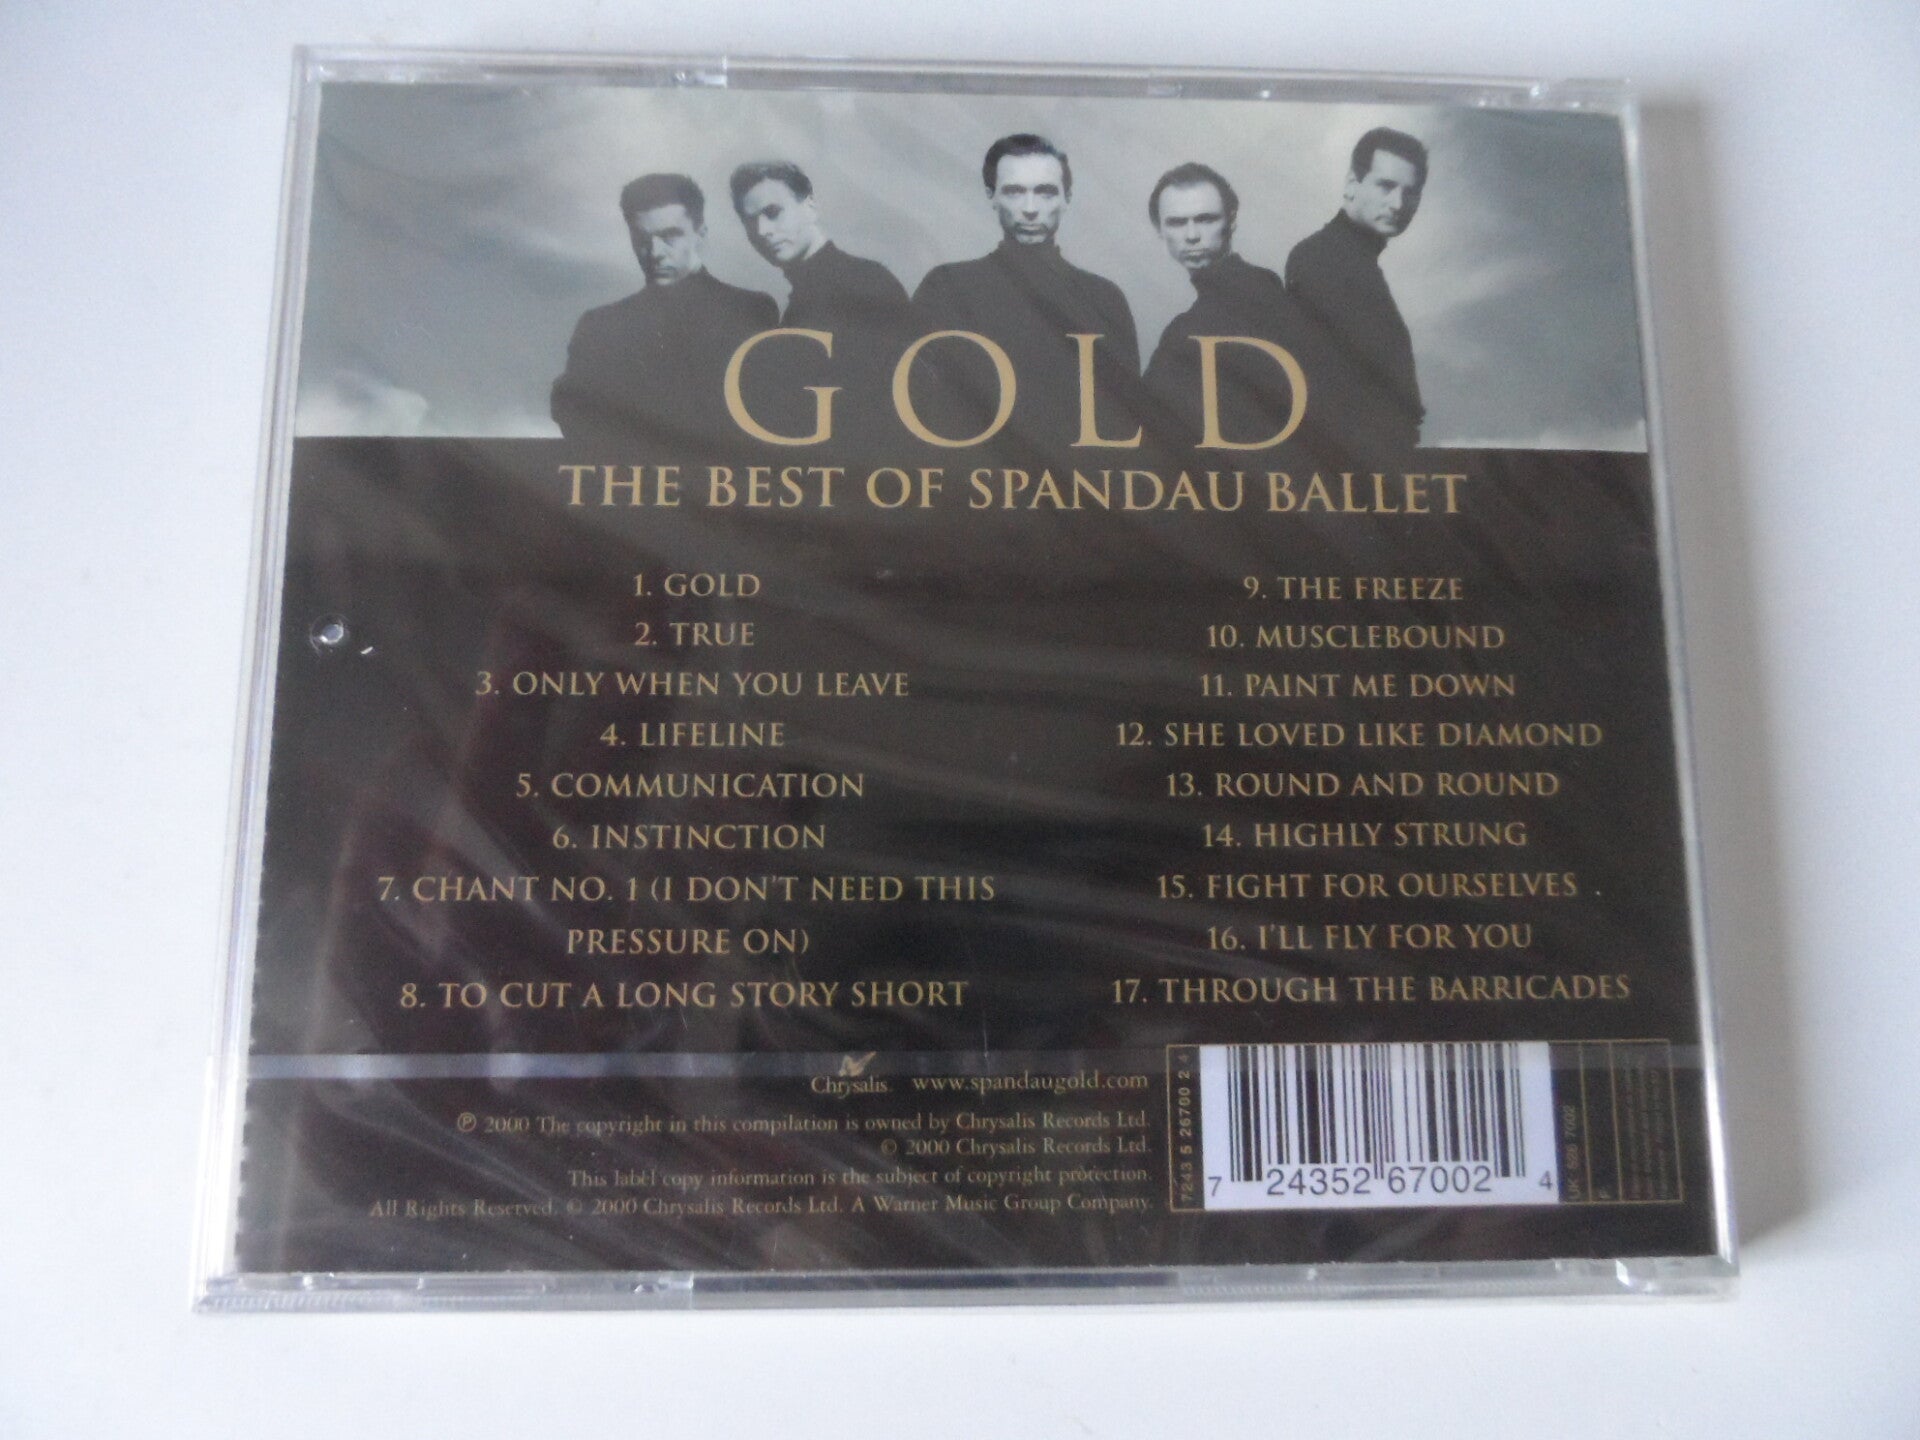 GOLD
THE BEST OF SPANDAU BALLET
1. GOLD
2. TRUE
3. ONLY WHEN YOU LEAVE
4. LIFELINE
5. COMMUNICATION
6. INSTINCTION
7. CHANT NO. 1 (I DON'T NEED THIS
PRESSURE ON)
8. TO CUT A LONG STORY SHORT
9. THE FREEZE
10. MUSCLEBOUND
11. PAINT ME DOWN
12. SHE LOVED LIKE DIAMOND
13. ROUND AND ROUND
14. HIGHLY STRUNG
15. FIGHT FOR OURSELVES
16. I'LL FLY FOR YOU
17. THROUGH THE BARRICADES
Chrysalis. www.spandaugold.com
℗ 2000 The copyright in this compilation is owned by Chrysalis Records Ltd.
© 2000 Chrysalis Records Ltd.
This label copy information is the subject of copyright protection.
All Rights Reserved. © 2000 Chrysalis Records Ltd. A Warner Music Group Company.
7243 5 26700 2 4
7 24352 67002 4